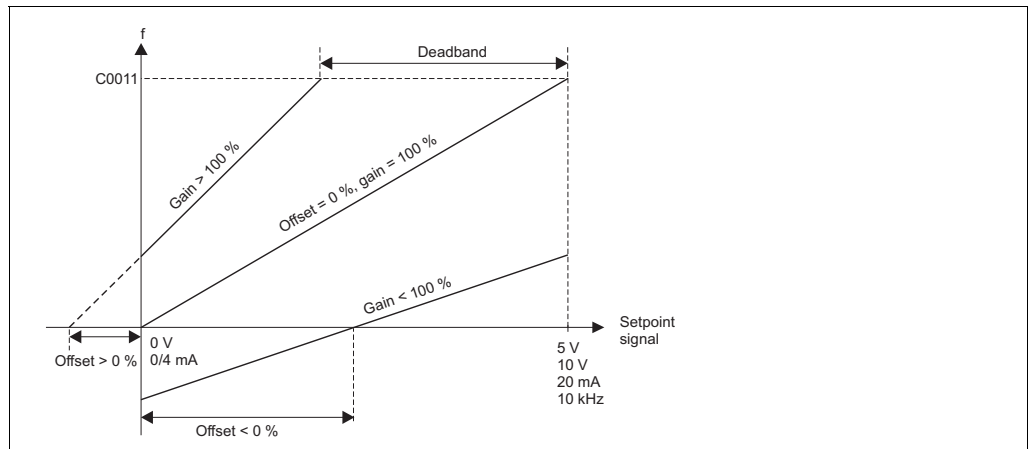 f
Deadband
C0011
Gain > 100 %
Offset = 0 %, gain = 100 %
Gain < 100 %
Setpoint
signal
0 V
0/4 mA
Offset > 0 %
5 V
10 V
20 mA
10 kHz
Offset < 0 %